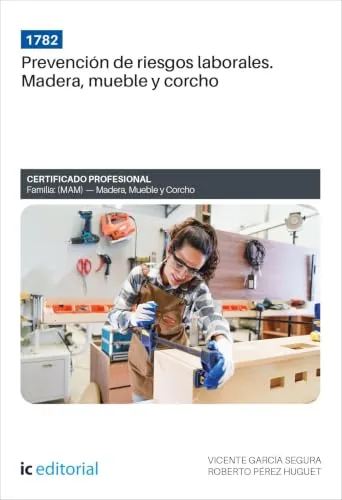 1782
Prevención de riesgos laborales.
Madera, mueble y corcho
CERTIFICADO PROFESIONAL
Familia: (MAM) — Madera, Mueble y Corcho
VICENTE GARCÍA SEGURA
ROBERTO PÉREZ HUGUET
ic editorial